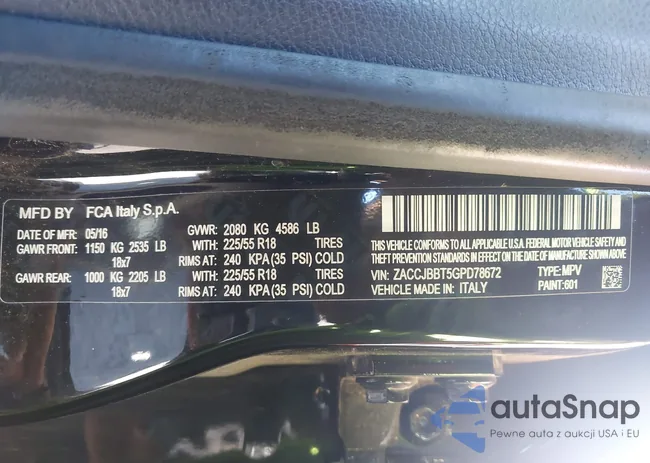 MFD BY FCA Italy S.p.A.
DATE OF MFR: 05/16 GVWR: 2080 KG 4586 LB
GAWR FRONT: 1150 KG 2535 LB WITH: 225/55 R18 TIRES
18x7 RIMS AT: 240 KPA(35 PSI) COLD
GAWR REAR: 1000 KG 2205 LB WITH: 225/55 R18 TIRES
18x7 RIMS AT: 240 KPA(35 PSI) COLD
THIS VEHICLE CONFORMS TO ALL APPLICABLE U.S.A. FEDERAL MOTOR VEHICLE SAFETY,
BUMPER, AND THEFT PREVENTION STANDARDS IN EFFECT ON THE DATE OF MANUFACTURE SHOWN ABOVE.
VIN: ZACCJBBT5GPD78672 TYPE: MPV
VEHICLE MADE IN: ITALY PAINT: 601
autaSnap
Pewne auta z aukcji USA i EU